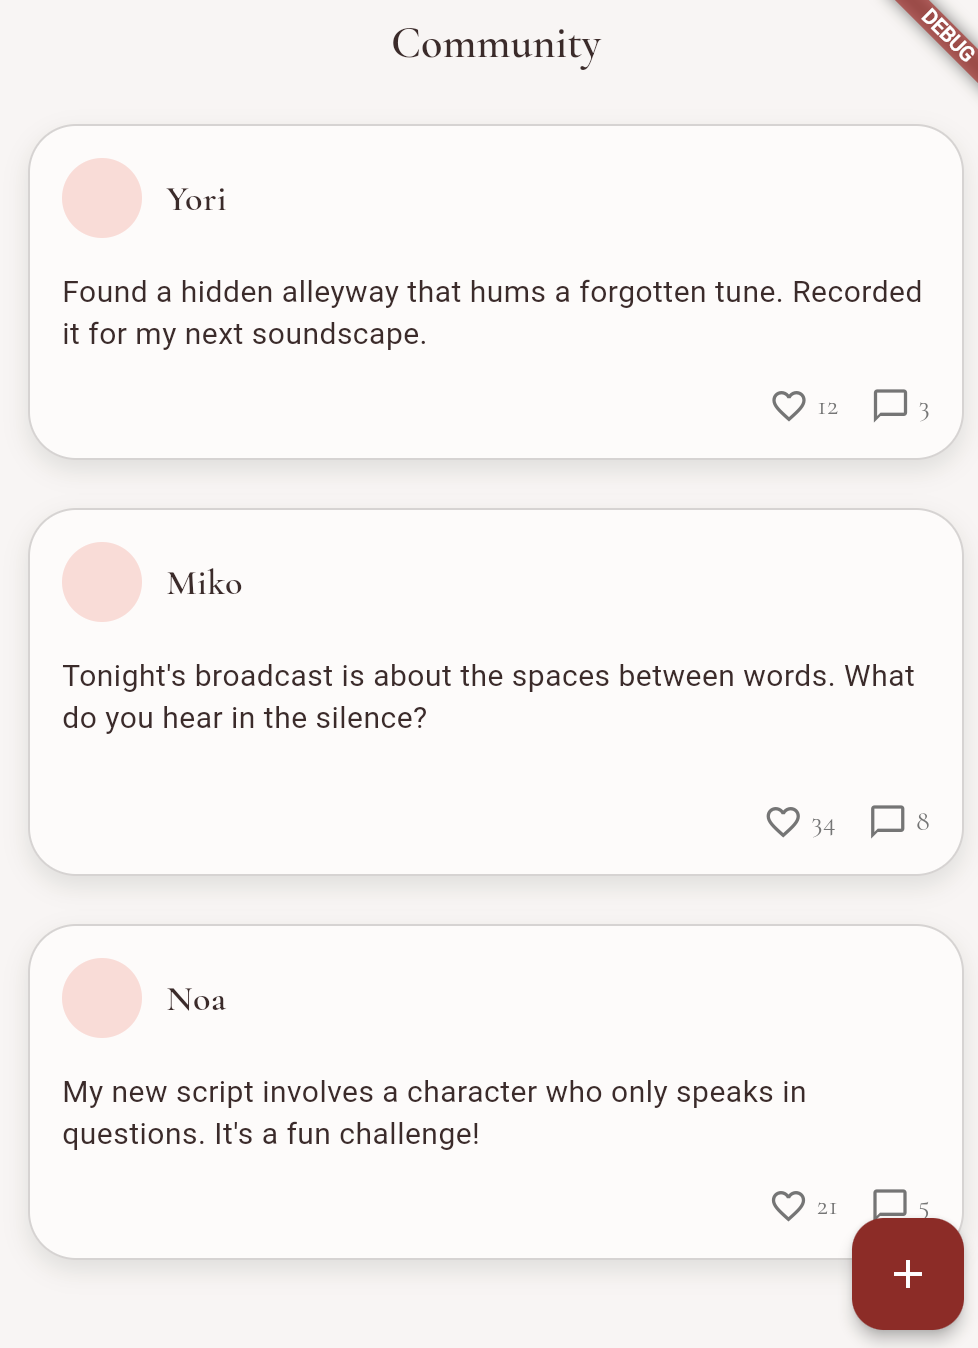 Community
DEBUG
Yori
Found a hidden alleyway that hums a forgotten tune. Recorded
it for my next soundscape.
12 3
Miko
Tonight's broadcast is about the spaces between words. What
do you hear in the silence?
34 8
Noa
My new script involves a character who only speaks in
questions. It's a fun challenge!
21 5
+